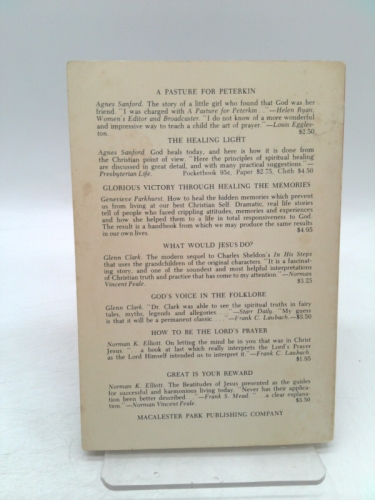 A PASTURE FOR PETERKIN
Agnes Sanford. The story of a little girl who found that God was her
friend. "I was charged with A Pasture for Peterkin . ."—Helen Ryan,
Women's Editor and Broadcaster. "I do not know of a more wonderful
and impressive way to teach a child the art of prayer."—Louis Eggles-
ton. $2.50
THE HEALING LIGHT
Agnes Sanford. God heals today, and here is how it is done from
the Christian point of view. "Here the principles of spiritual healing
are discussed in great detail, and with many practical suggestions."—
Presbyterian Life. Pocketbook 95c, Paper $2.75, Cloth $4.50
GLORIOUS VICTORY THROUGH HEALING THE MEMORIES
Genevieve Parkhurst. How to heal the hidden memories which prevent
us from living at our best Christian Self. Dramatic, real life stories
tell of people who faced crippling attitudes, memories and experiences
and how she helped them to a life in total responsiveness to God.
The result is a handbook from which we may produce the same results
in our own lives. $4.95
WHAT WOULD JESUS DO?
Glenn Clark. The modern sequel to Charles Sheldon's In His Steps
that uses the grandchildren of the original characters. "It is a fascinat-
ing story, and one of the soundest and most helpful interpretations
of Christian truth and practice that has come to my attention."—Norman
Vincent Peale. $5.25
GOD'S VOICE IN THE FOLKLORE
Glenn Clark. "Dr. Clark was able to see the spiritual truths in fairy
tales, myths, legends and allegories . . ."—Starr Daily. "My guess
is that it will be a permanent classic. . ."—Frank C. Laubach.—$3.50
HOW TO BE THE LORD'S PRAYER
Norman K. Elliott. On letting the mind be in you that was in Christ
Jesus. . . . a book at last which really interprets the Lord's Prayer
as the Lord Himself intended us to interpret it."—Frank C. Laubach.
$1.95
GREAT IS YOUR REWARD
Norman K. Elliott. The Beatitudes of Jesus presented as the guides
for successful and harmonious living today. "Never has their applica-
tion been better described. . ."—Frank S. Mead. ". . . a clear explana-
tion."—Norman Vincent Peale. $3.50
MACALESTER PARK PUBLISHING COMPANY